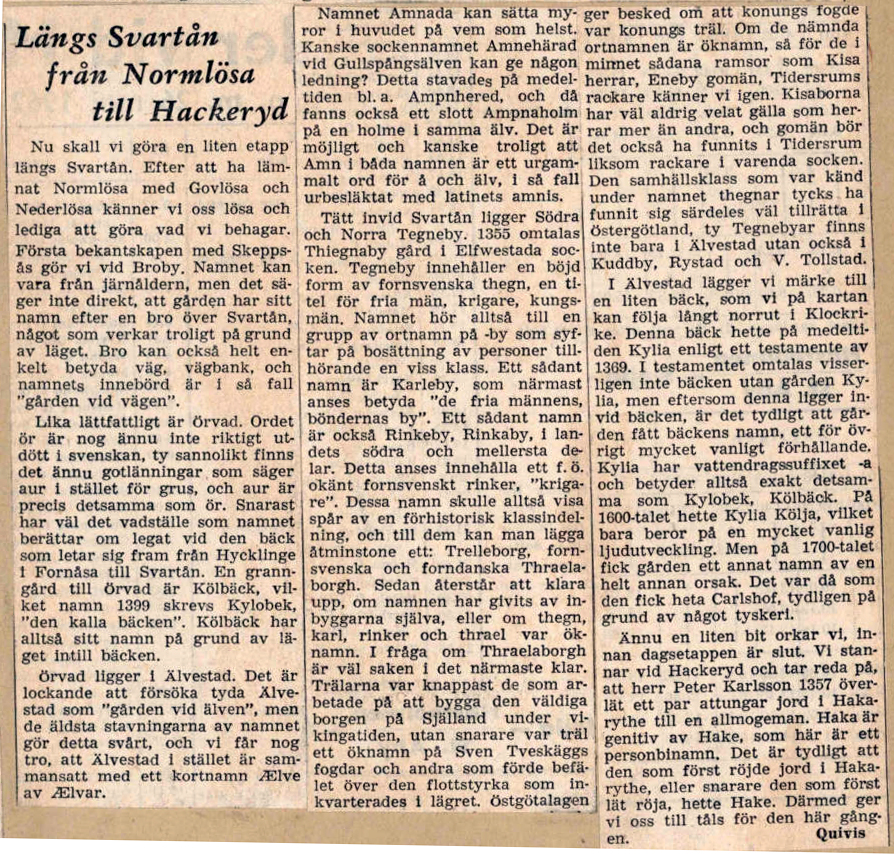 Längs Svartån
från Normlösa
till Hackeryd
Nu skall vi göra en liten etapp
längs Svartån. Efter att ha läm-
nat Normlösa med Govlösa och
Nederlösa känner vi oss lösa och
lediga att göra vad vi behagar.
Första bekantskapen med Skepps-
ås gör vi vid Broby. Namnet kan
vara från järnåldern, men det sä-
ger inte direkt, att gården har sitt
namn efter en bro över Svartån,
något som verkar troligt på grund
av läget. Bro kan också helt en-
kelt betyda väg, vägbank, och
namnets innebörd är i så fall
"gården vid vägen".
Lika lättfattligt är Örvad. Ordet
ör är nog ännu inte riktigt ut-
dött i svenskan, ty sannolikt finns
det ännu gotlänningar som säger
aur i stället för grus, och aur är
precis detsamma som ör. Snarast
har väl det vadställe som namnet
berättar om legat vid den bäck
som letar sig fram från Hycklinge
i Fornåsa till Svartån. En grann-
gård till Örvad är Kölbäck, vil-
ket namn 1399 skrevs Kylobek,
"den kalla bäcken". Kölbäck har
alltså sitt namn på grund av lä-
get intill bäcken.
Örvad ligger i Älvestad. Det är
lockande att försöka tyda Älve-
stad som "gården vid älven", men
de äldsta stavningarna av namnet
gör detta svårt, och vi får nog
tro, att Älvestad i stället är sam-
mansatt med ett kortnamn Ælve
av Ælvar.
Namnet Amnada kan sätta my-
ror i huvudet på vem som helst.
Kanske sockennamnet Amnehärad
vid Gullspångsälven kan ge någon
ledning? Detta stavades på medel-
tiden bl. a. Ampnhered, och då
fanns också ett slott Ampnaholm
på en holme i samma älv. Det är
möjligt och kanske troligt att
Amn i båda namnen är ett urgam-
malt ord för å och älv, i så fall
urbesläktat med latinets amnis.
Tätt invid Svartån ligger Södra
och Norra Tegneby. 1355 omtalas
Thiegnaby gård i Elfwestada soc-
ken. Tegneby innehåller en böjd
form av fornsvenska thegn, en ti-
tel för fria män, krigare, kungs-
män. Namnet hör alltså till en
grupp av ortnamn på -by som syf-
tar på bosättning av personer till-
hörande en viss klass. Ett sådant
namn är Karleby, som närmast
anses betyda "de fria männens,
böndernas by". Ett sådant namn
är också Rinkeby, Rinkaby, i lan-
dets södra och mellersta de-
lar. Detta anses innehålla ett f. ö.
okänt fornsvenskt rinker, "kriga-
re". Dessa namn skulle alltså visa
spår av en förhistorisk klassindel-
ning, och till dem kan man lägga
åtminstone ett: Trelleborg, forn-
svenska och forndanska Thraela-
borgh. Sedan återstår att klara
upp, om namnen har givits av in-
byggarna själva, eller om thegn,
karl, rinker och thrael var ök-
namn. I fråga om Thraelaborgh
är väl saken i det närmaste klar.
Trälarna var knappast de som ar-
betade på att bygga den väldiga
borgen på Själland under vi-
kingatiden, utan snarare var träl
ett öknamn på Sven Tveskäggs
fogdar och andra som förde befä-
let över den flottstyrka som in-
kvarterades i lägret. Östgötalagen
ger besked om att konungs fogde
var konungs träl. Om de nämnda
ortnamnen är öknamn, så för de i
minnet sådana ramsor som Kisa
herrar, Eneby gomän, Tidersrums
rackare känner vi igen. Kisaborna
har väl aldrig velat gälla som her-
rar mer än andra, och gomän bör
det också ha funnits i Tidersrum
liksom rackare i varenda socken.
Den samhällsklass som var känd
under namnet thegnar tycks ha
funnit sig särdeles väl tillrätta i
Östergötland, ty Tegnebyar finns
inte bara i Älvestad utan också i
Kuddby, Rystad och V. Tollstad.
I Älvestad lägger vi märke till
en liten bäck, som vi på kartan
kan följa långt norrut i Klockri-
ke. Denna bäck hette på medelti-
den Kylia enligt ett testamente av
1369. I testamentet omtalas visser-
ligen inte bäcken utan gården Ky-
lia, men eftersom denna ligger in-
vid bäcken, är det tydligt att går-
den fått bäckens namn, ett för öv-
rigt mycket vanligt förhållande.
Kylia har vattendragssuffixet -a
och betyder alltså exakt detsam-
ma som Kylobek, Kölbäck. På
1600-talet hette Kylia Kölja, vilket
bara beror på en mycket vanlig
ljudutveckling. Men på 1700-talet
fick gården ett annat namn av en
helt annan orsak. Det var då som
den fick heta Carlshof, tydligen på
grund av något tyskeri.
Ännu en liten bit orkar vi, in-
nan dagsetappen är slut. Vi stan-
nar vid Hackeryd och tar reda på,
att herr Peter Karlsson 1357 över-
lät ett par attungar jord i Haka-
rythe till en allmogeman. Haka är
genitiv av Hake, som här är ett
personbinamn. Det är tydligt att
den som först röjde jord i Haka-
rythe, eller snarare den som först
lät röja, hette Hake. Därmed ger
vi oss till tåls för den här gång-
en.
Quivis